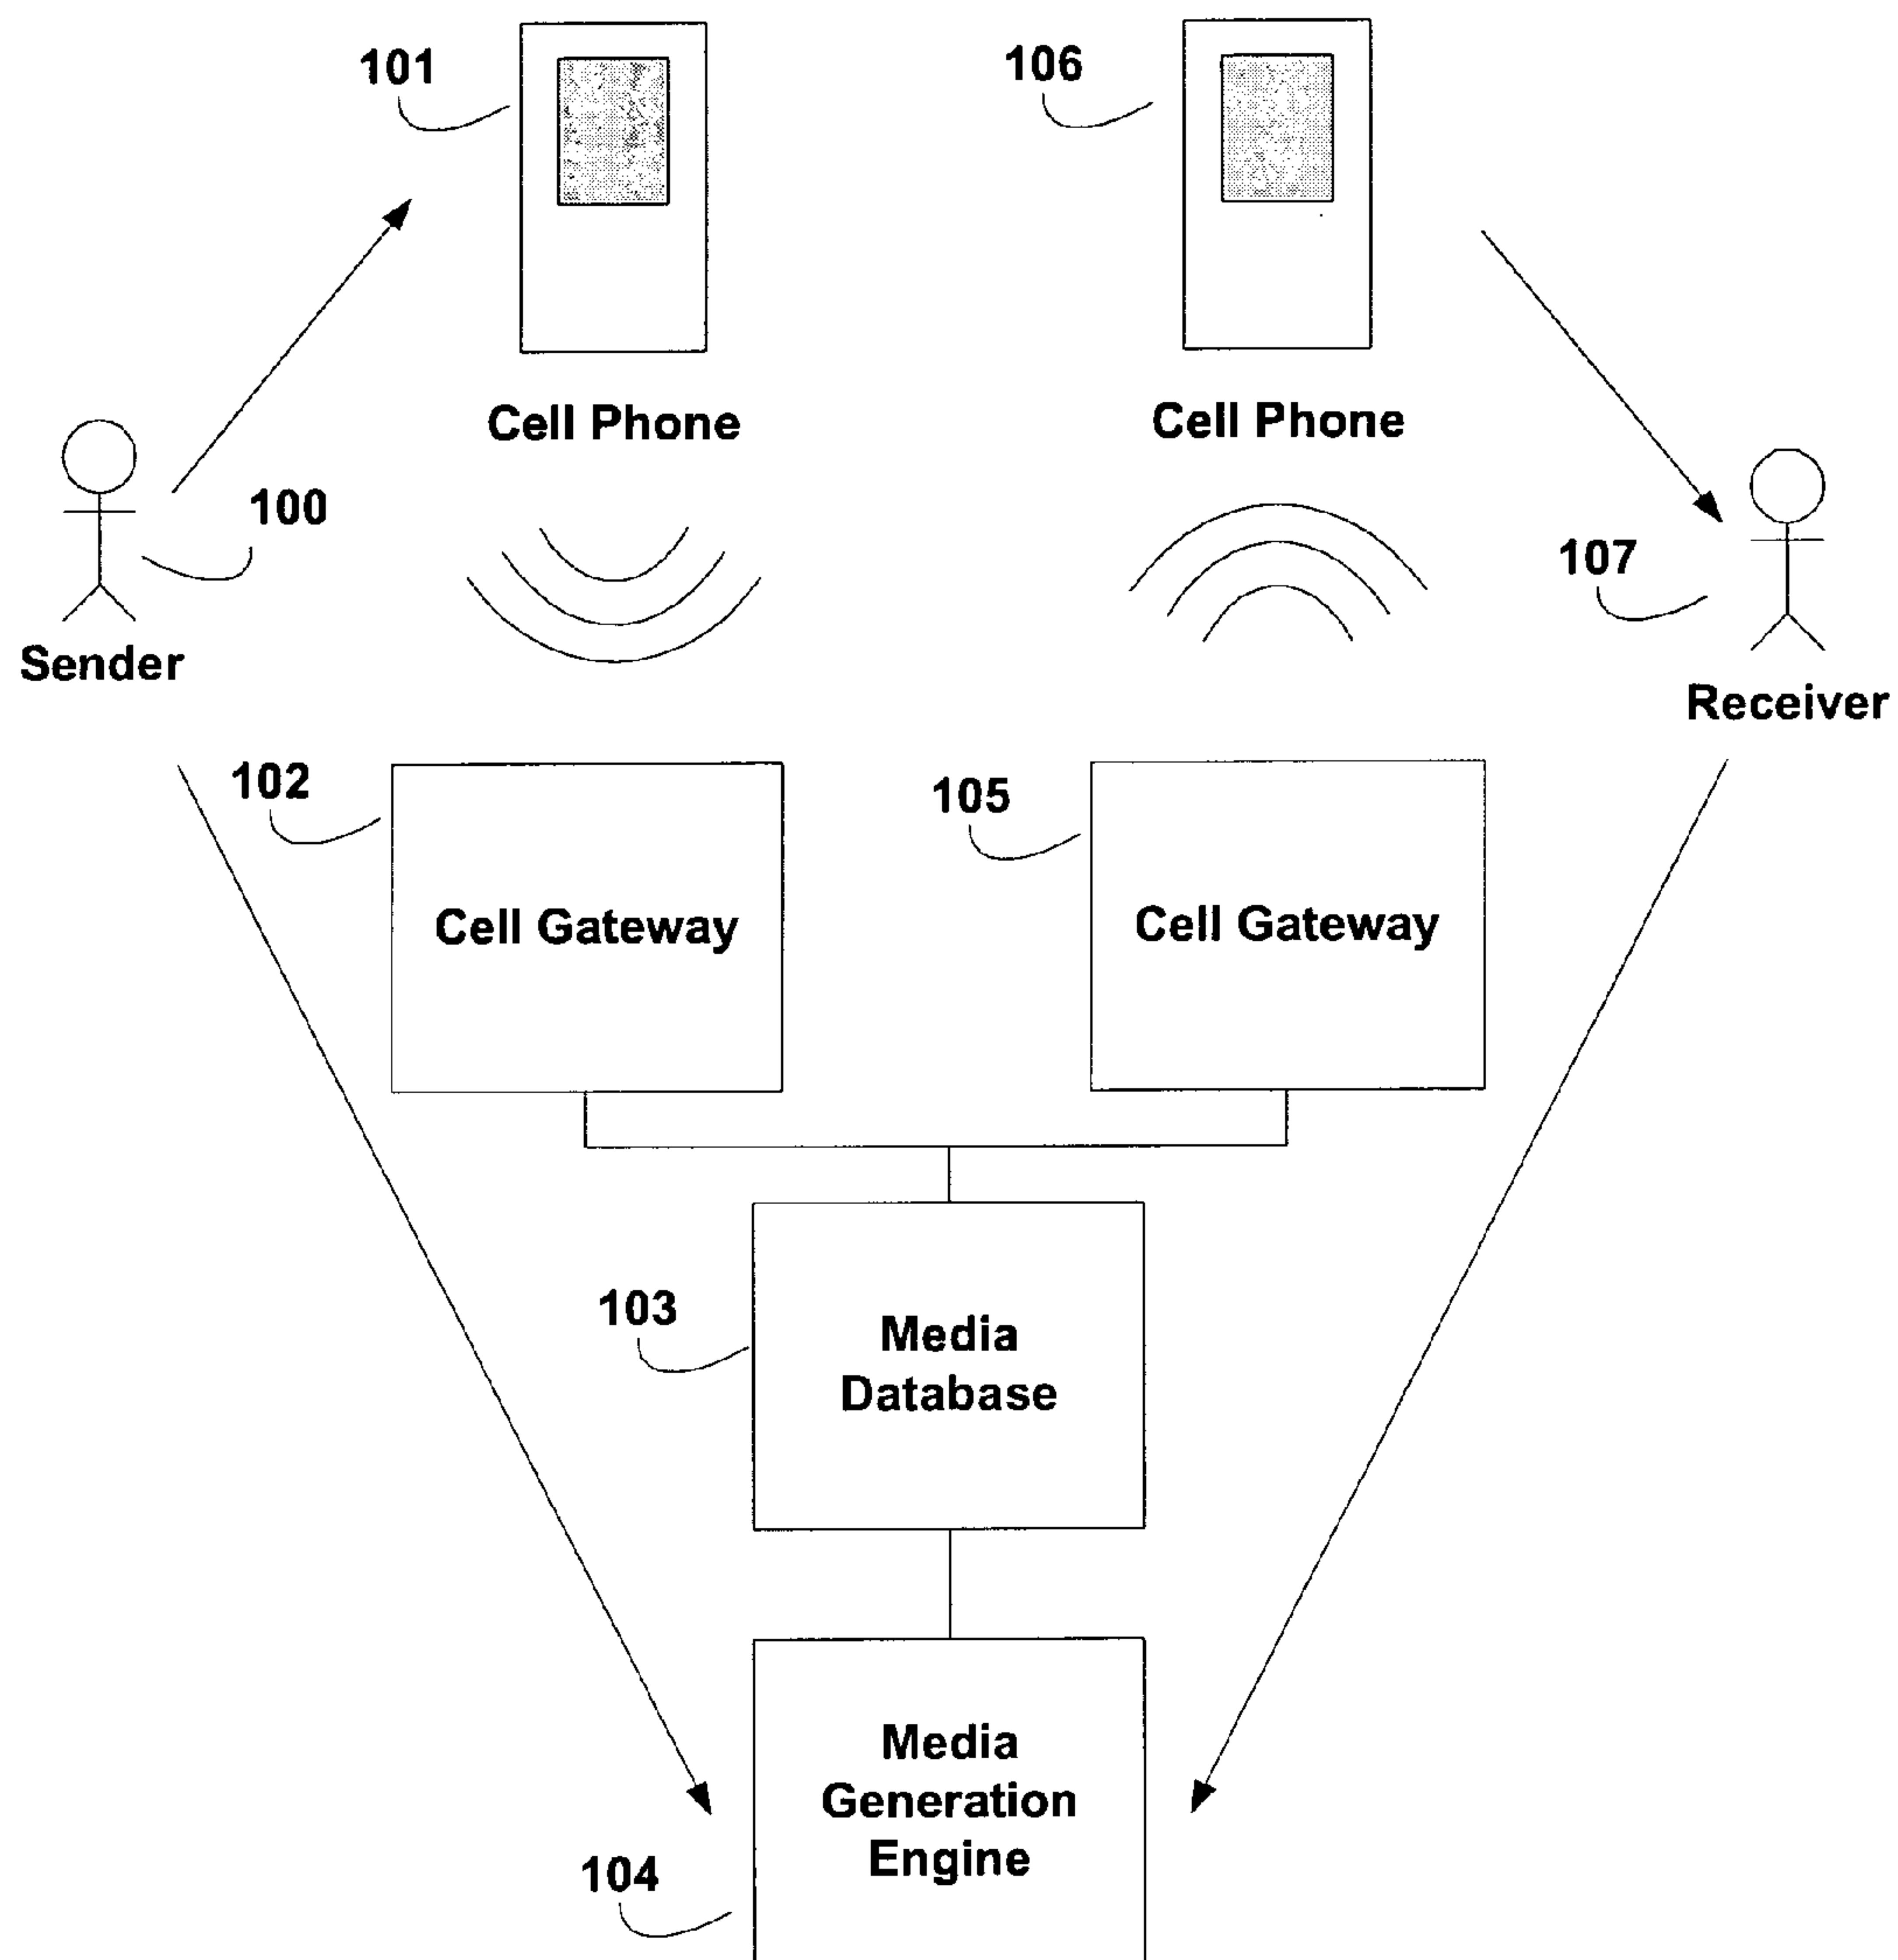 101
106
Cell Phone
Cell Phone
100
107
Sender
Receiver
102
105
Cell Gateway
Cell Gateway
103
Media
Database
Media
Generation
Engine
104